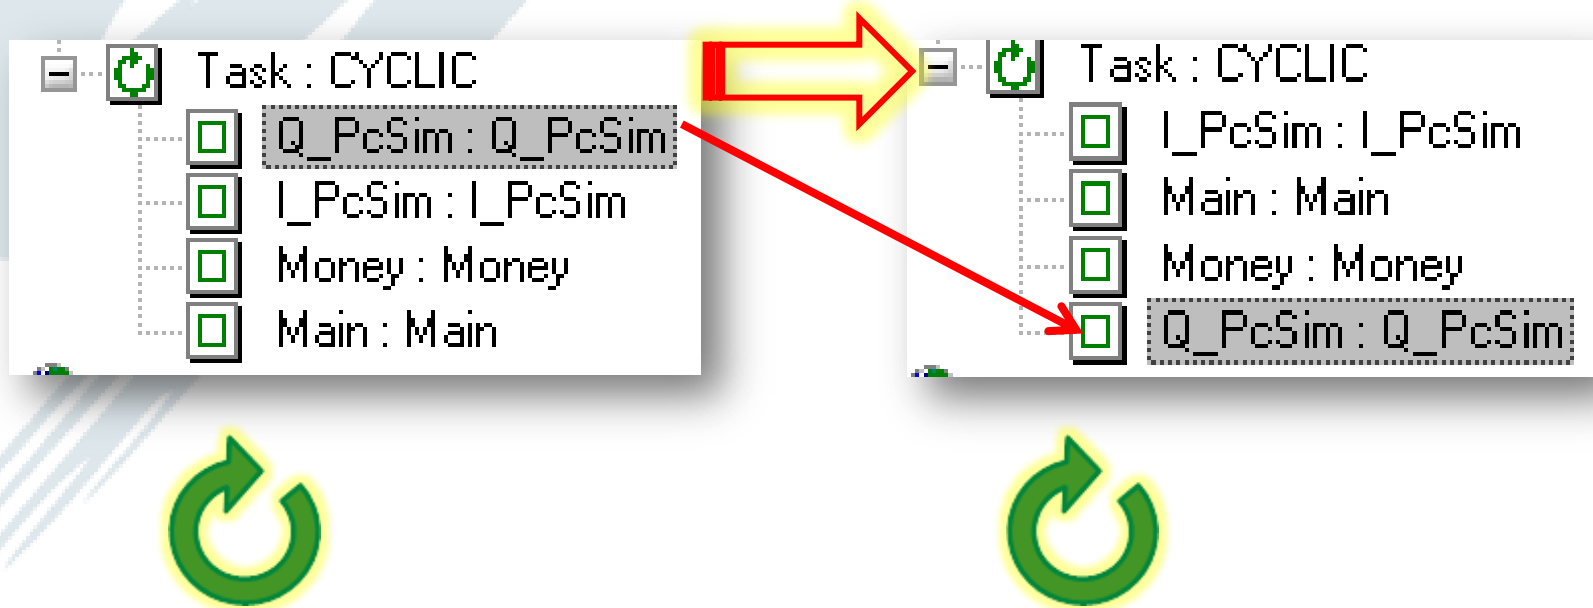 Task : CYCLIC
Q_PcSim : Q_PcSim
I_PcSim : I_PcSim
Money : Money
Main : Main
Task : CYCLIC
I_PcSim : I_PcSim
Main : Main
Money : Money
Q_PcSim : Q_PcSim